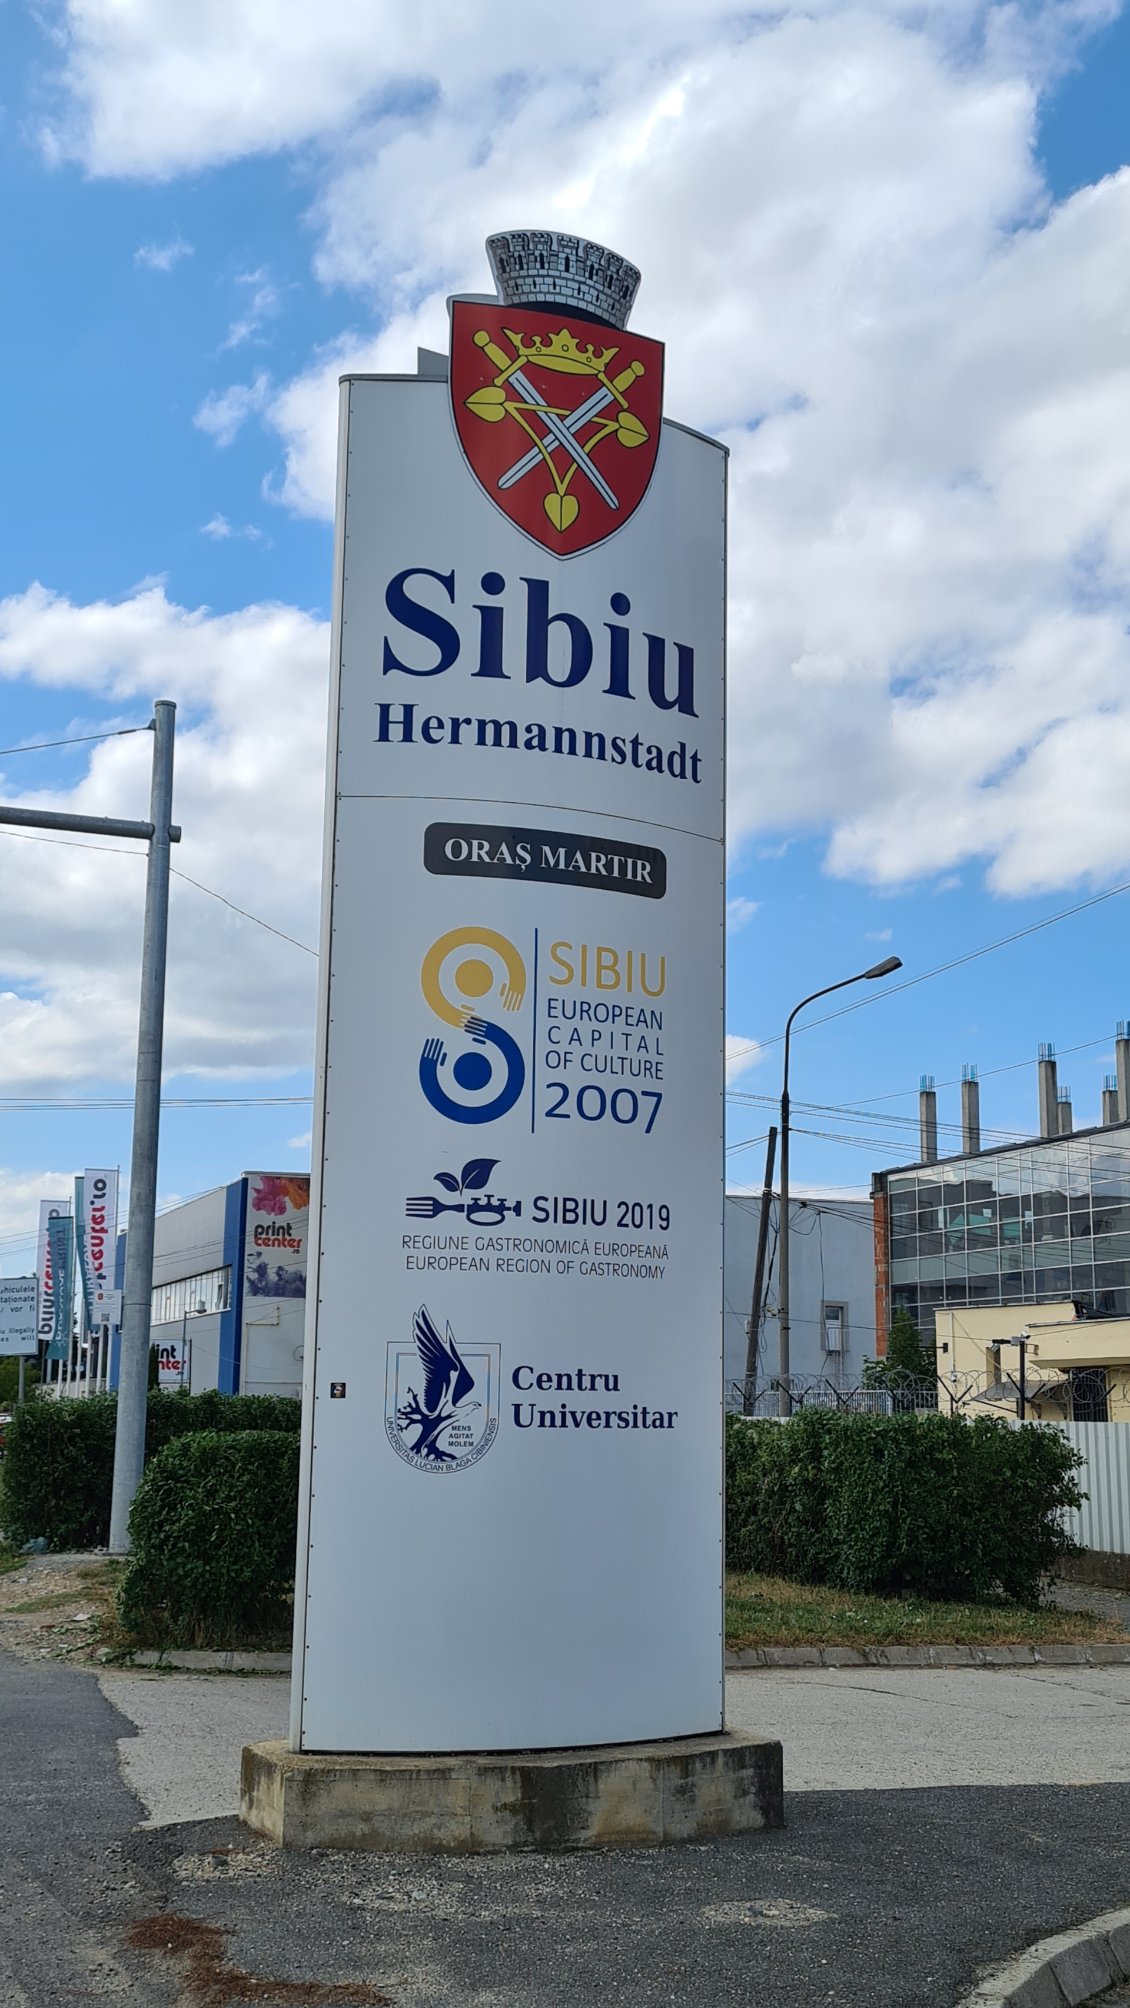 Sibiu
Hermannstadt
ORAȘ MARTIR
SIBIU
EUROPEAN
CAPITAL
OF CULTURE
2007
SIBIU 2019
REGIUNE GASTRONOMICĂ EUROPEANĂ
EUROPEAN REGION OF GASTRONOMY
Centru
Universitar
MENS
AGITAT
MOLEM
UNIVERSITAS LUCIAN BLAGA CIBINIENSIS
print
center
.ro